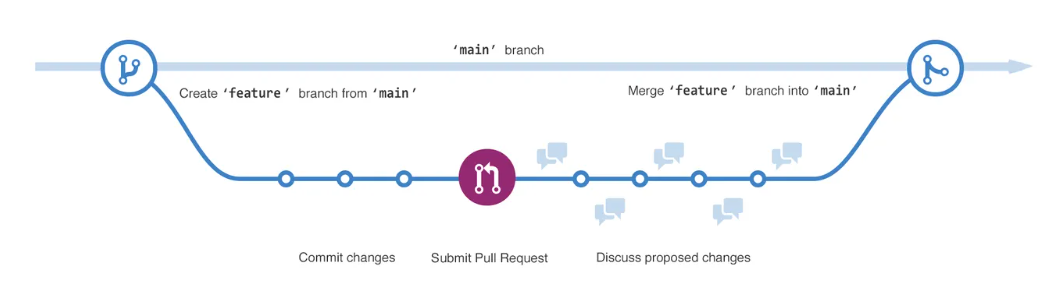 ‘main’ branch
Create ‘feature’ branch from ‘main’
Merge ‘feature’ branch into ‘main’
Commit changes
Submit Pull Request
Discuss proposed changes